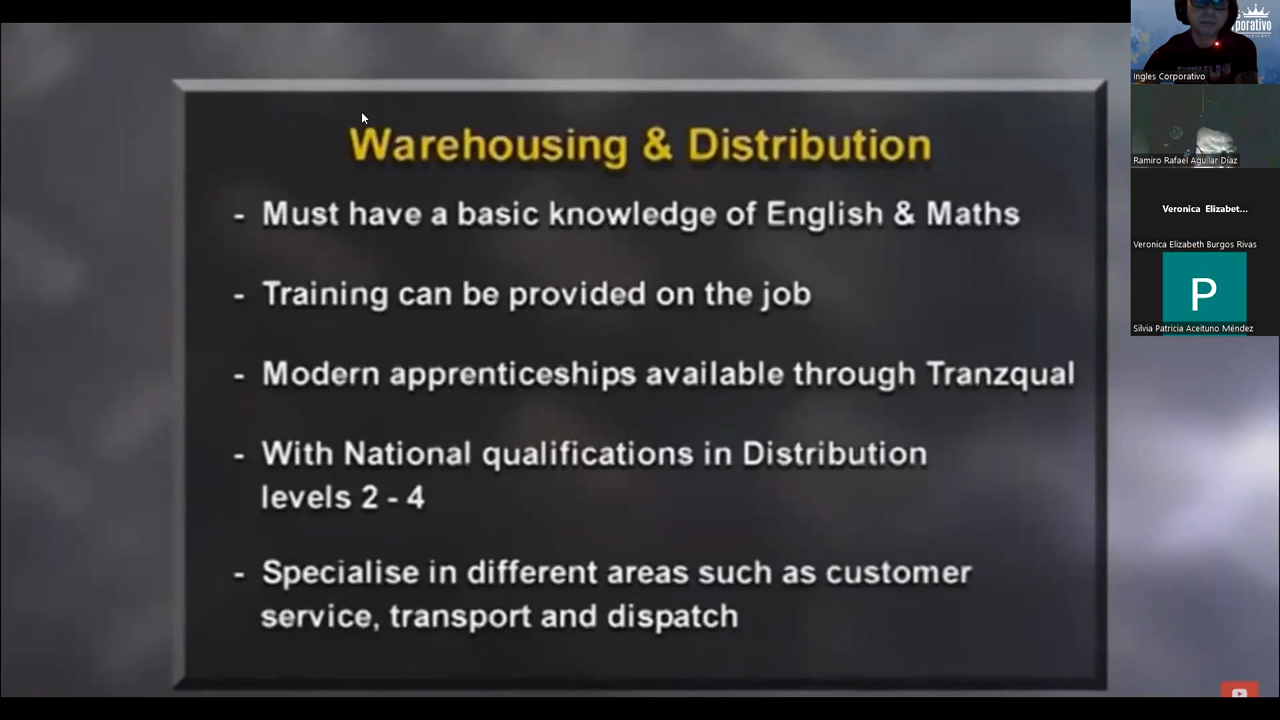 Warehousing & Distribution
- Must have a basic knowledge of English & Maths
- Training can be provided on the job
- Modern apprenticeships available through Tranzqual
- With National qualifications in Distribution
levels 2 - 4
- Specialise in different areas such as customer
service, transport and dispatch
porativo
Ingles Corporativo
Ramiro Rafael Aguilar Díaz
Veronica Elizabet...
Veronica Elizabeth Burgos Rivas
P
Silvia Patricia Aceituno Méndez